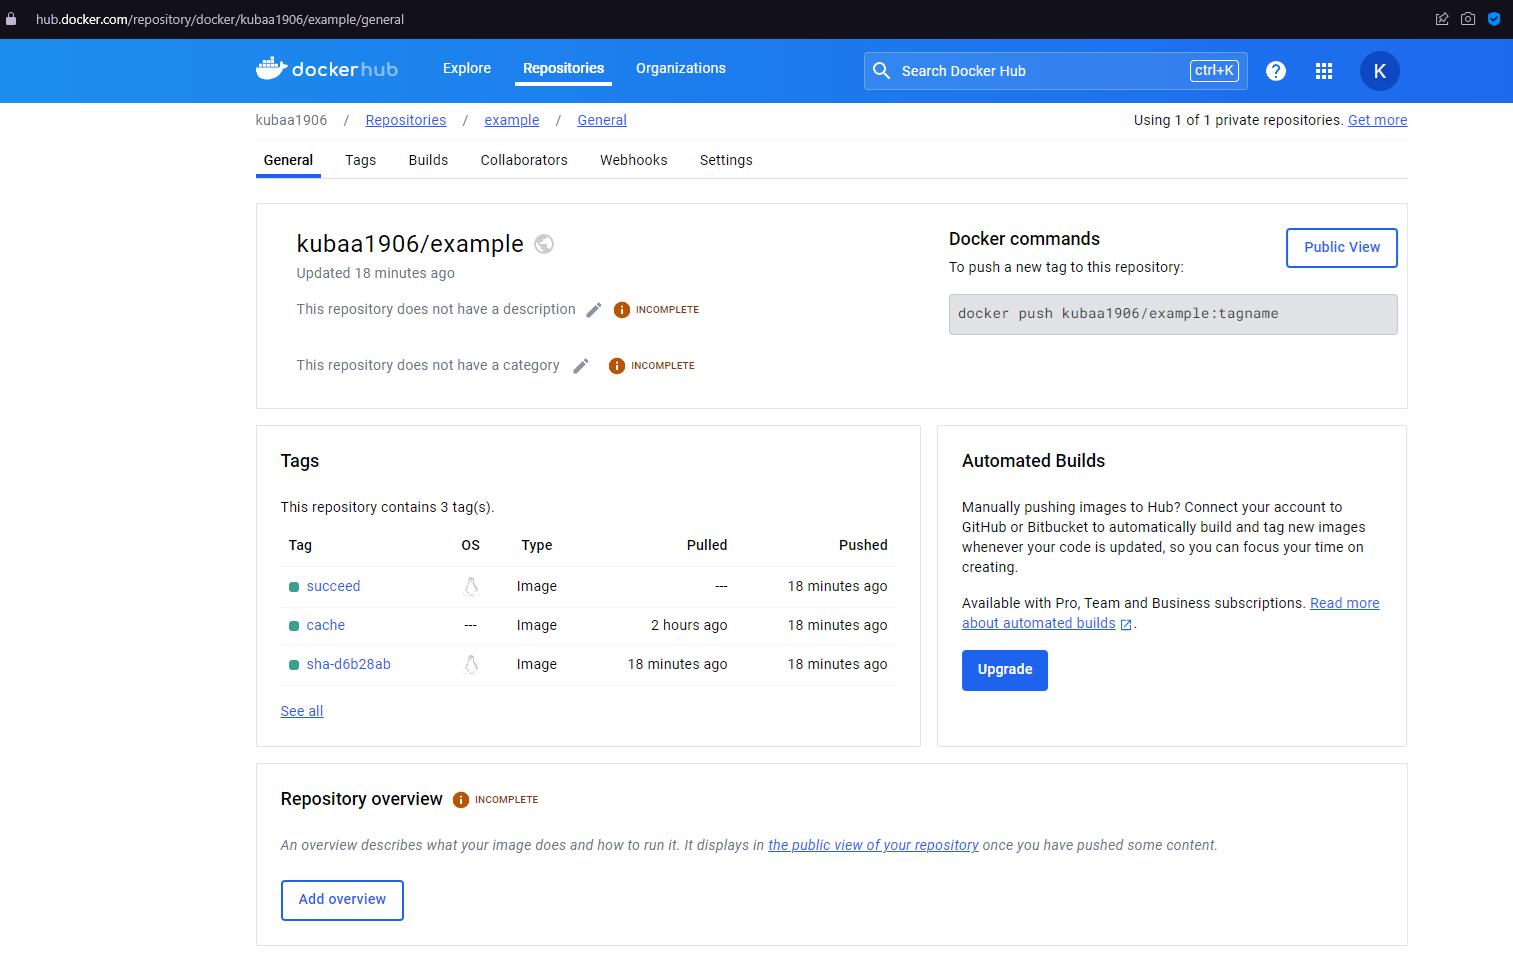 hub.docker.com/repository/docker/kubaa1906/example/general
dockerhub Explore Repositories Organizations Search Docker Hub ctrl+K ? K
kubaa1906 / Repositories / example / General Using 1 of 1 private repositories. Get more
General Tags Builds Collaborators Webhooks Settings
kubaa1906/example
Updated 18 minutes ago
This repository does not have a description INCOMPLETE
This repository does not have a category INCOMPLETE
Docker commands
Public View
To push a new tag to this repository:
docker push kubaa1906/example:tagname
Tags
This repository contains 3 tag(s).
Tag OS Type Pulled Pushed
succeed Image --- 18 minutes ago
cache --- Image 2 hours ago 18 minutes ago
sha-d6b28ab Image 18 minutes ago 18 minutes ago
See all
Automated Builds
Manually pushing images to Hub? Connect your account to
GitHub or Bitbucket to automatically build and tag new images
whenever your code is updated, so you can focus your time on
creating.
Available with Pro, Team and Business subscriptions. Read more
about automated builds .
Upgrade
Repository overview INCOMPLETE
An overview describes what your image does and how to run it. It displays in the public view of your repository once you have pushed some content.
Add overview